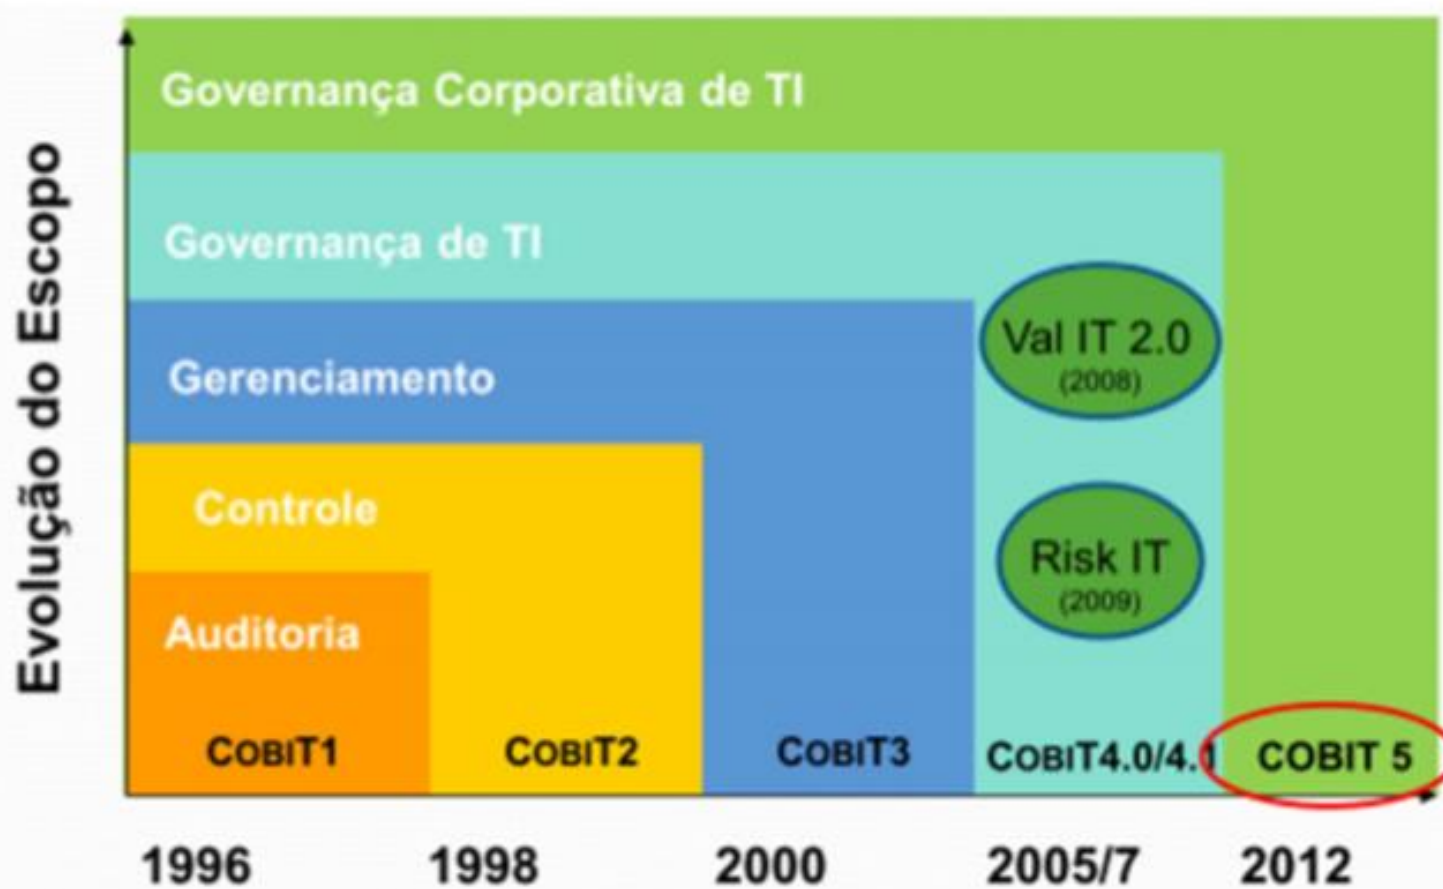 Evolução do Escopo
Governança Corporativa de TI
Governança de TI
Gerenciamento
Controle
Auditoria
Val IT 2.0
(2008)
Risk IT
(2009)
COBIT1
COBIT2
COBIT3
COBIT4.0/4.1
COBIT 5
1996
1998
2000
2005/7
2012